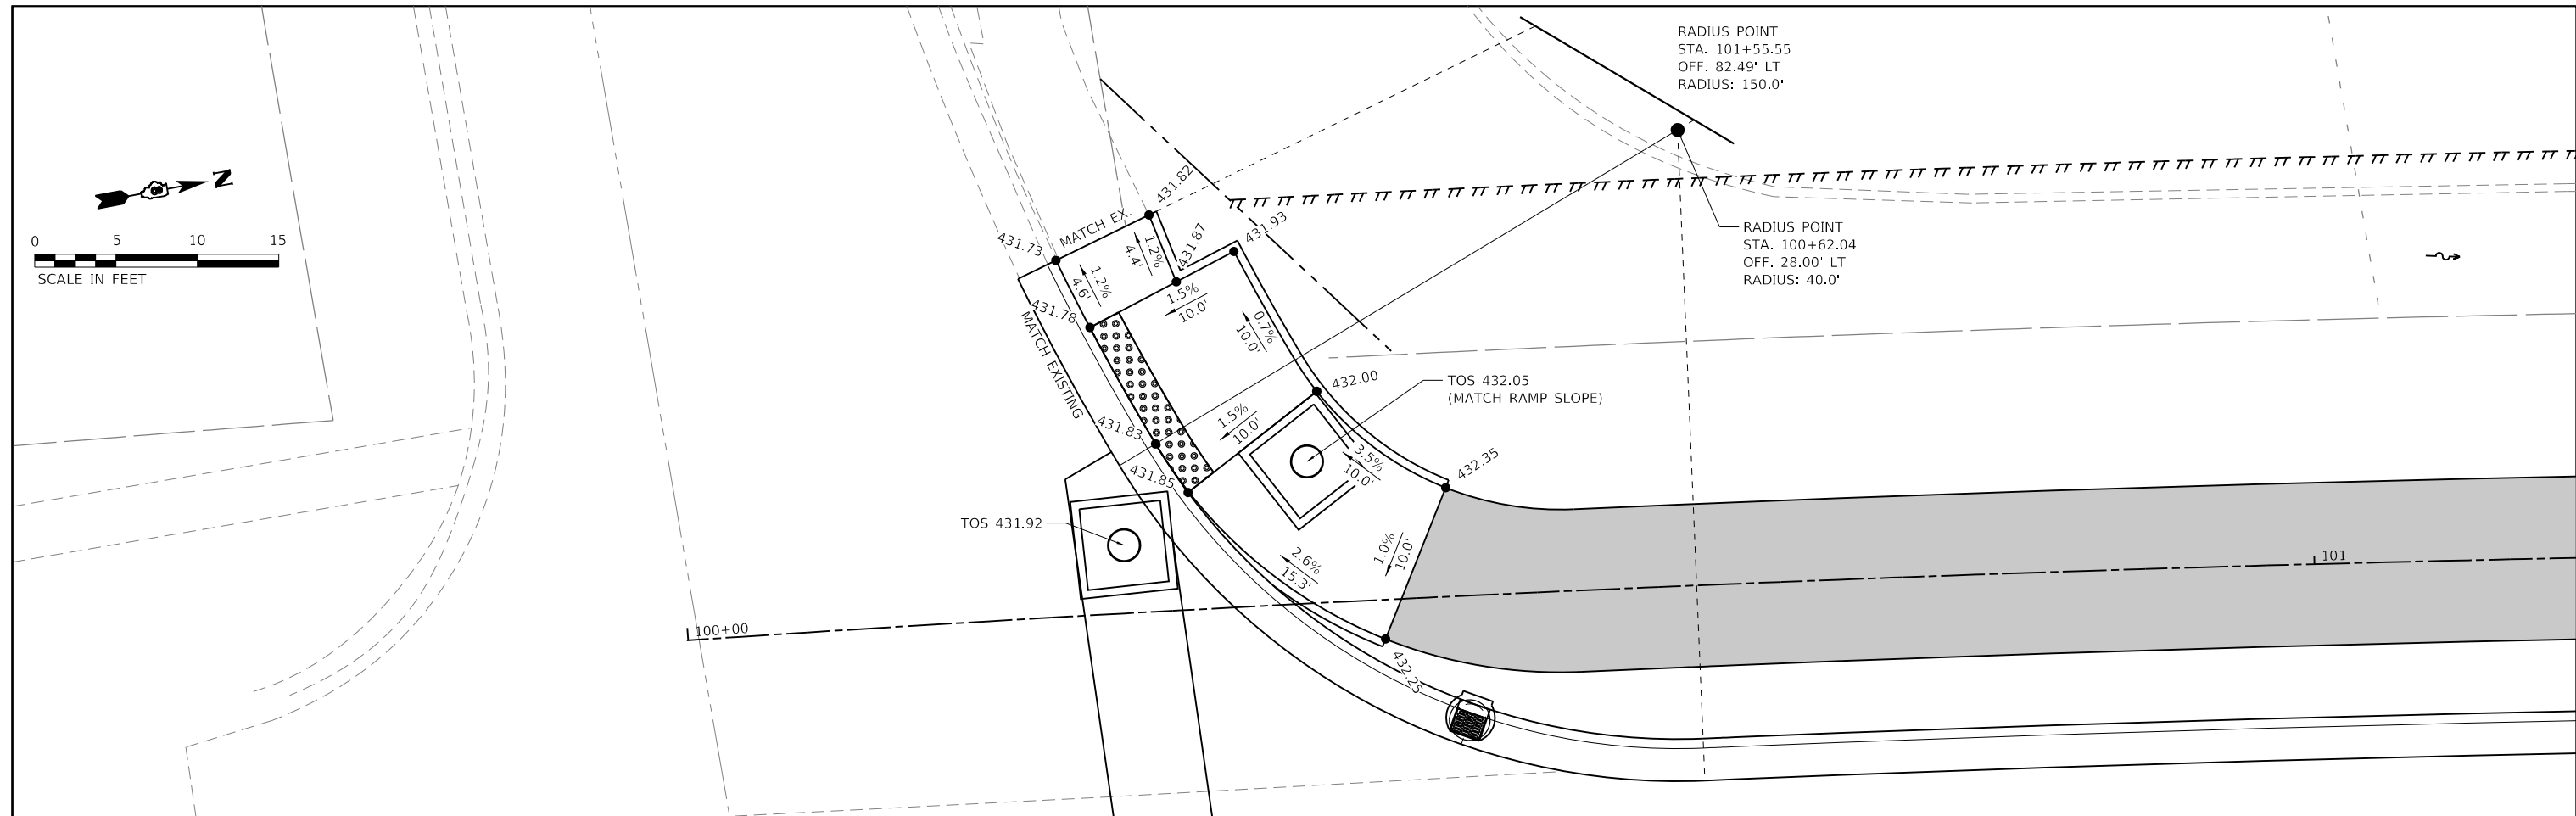 RADIUS POINT
STA. 101+55.55
OFF. 82.49' LT
RADIUS: 150.0'
N
0 5 10 15
SCALE IN FEET
431.82
MATCH EX.
431.73
431.87
431.93
1.2%
4.4'
1.2%
4.6'
RADIUS POINT
STA. 100+62.04
OFF. 28.00' LT
RADIUS: 40.0'
1.5%
10.0'
431.78
MATCH EXISTING
0.7%
10.0'
432.00
TOS 432.05
(MATCH RAMP SLOPE)
1.5%
10.0'
431.83
431.85
3.5%
10.0'
432.35
TOS 431.92
1.0%
10.0'
2.6%
15.3'
101
100+00
432.25